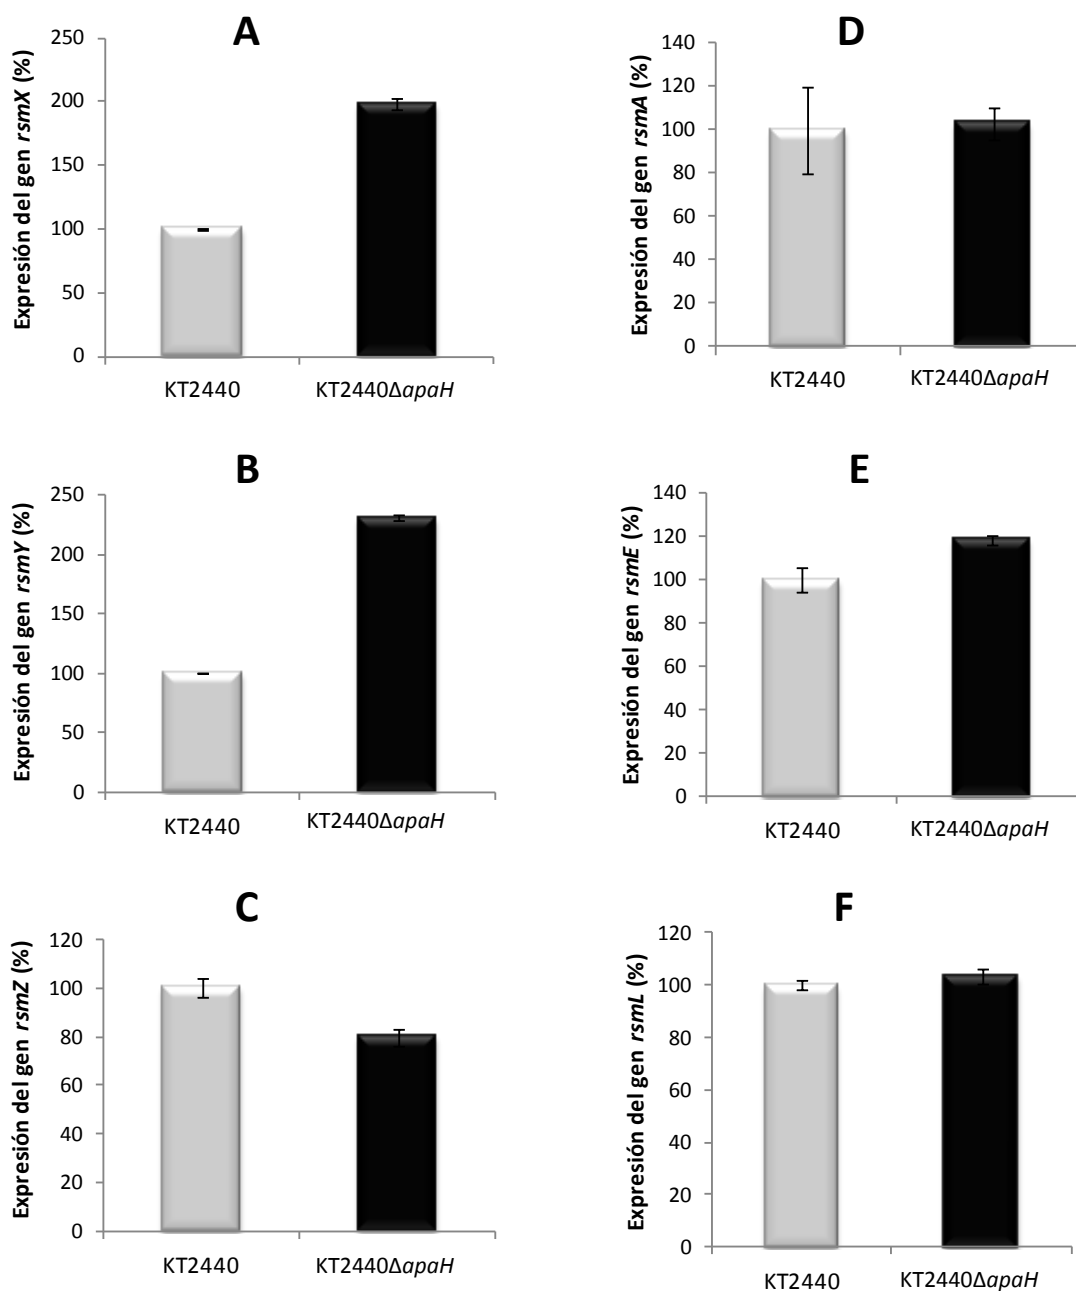 A
Expresión del gen rsmX (%)
250
200
150
100
50
0
KT2440
KT2440ΔapaH
D
Expresión del gen rsmA (%)
140
120
100
80
60
40
20
0
KT2440
KT2440ΔapaH
B
Expresión del gen rsmY (%)
250
200
150
100
50
0
KT2440
KT2440ΔapaH
E
Expresión del gen rsmE (%)
140
120
100
80
60
40
20
0
KT2440
KT2440ΔapaH
C
Expresión del gen rsmZ (%)
120
100
80
60
40
20
0
KT2440
KT2440ΔapaH
F
Expresión del gen rsmL (%)
120
100
80
60
40
20
0
KT2440
KT2440ΔapaH